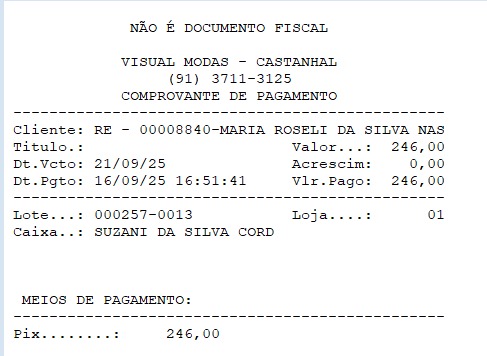 NÃO É DOCUMENTO FISCAL
VISUAL MODAS - CASTANHAL
(91) 3711-3125
COMPROVANTE DE PAGAMENTO
------------------------------------------------
Cliente: RE - 00008840-MARIA ROSELI DA SILVA NAS
Titulo.: Valor...: 246,00
Dt.Vcto: 21/09/25 Acrescim: 0,00
Dt.Pgto: 16/09/25 16:51:41 Vlr.Pago: 246,00
------------------------------------------------
Lote...: 000257-0013 Loja....: 01
Caixa..: SUZANI DA SILVA CORD
MEIOS DE PAGAMENTO:
------------------------------------------------
Pix........: 246,00